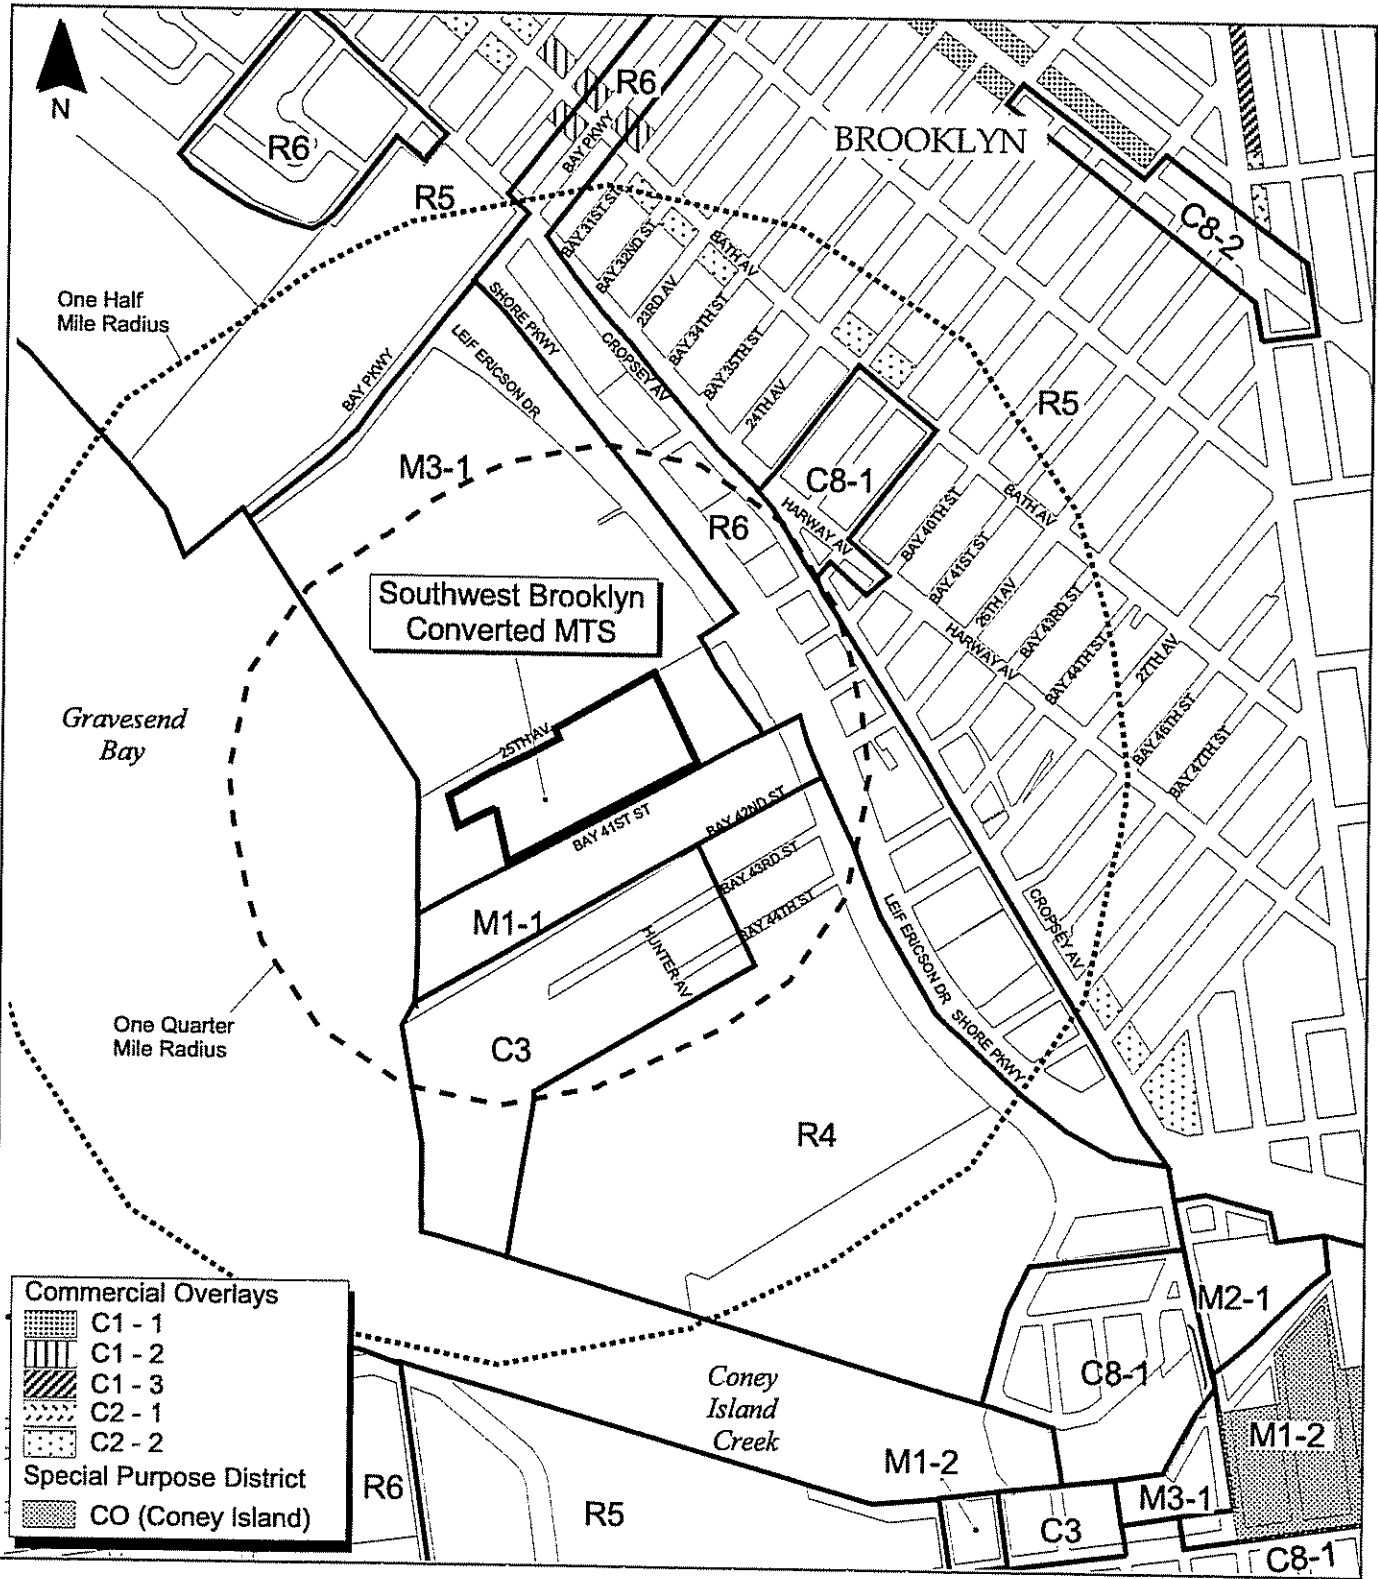 N
R6
R6
BAY PKWY
BROOKLYN
R5
C8-2
BAY 31ST ST
BAY 32ND ST
23RD AV
BATH AV
BAY 34TH ST
BAY 35TH ST
24TH AV
One Half
Mile Radius
SHORE PKWY
LEIF ERICSON DR
CROPSEY AV
BAY PKWY
R5
M3-1
C8-1
R6
HARWAY AV
BAY 40TH ST
BATH AV
BAY 41ST ST
26TH AV
BAY 43RD ST
HARWAY AV
BAY 44TH ST
27TH AV
BAY 46TH ST
BAY 47TH ST
Southwest Brooklyn
Converted MTS
Gravesend
Bay
25TH AV
BAY 41ST ST
BAY 42ND ST
BAY 43RD ST
BAY 44TH ST
M1-1
HUNTER AV
LEIF ERICSON DR
CROPSEY AV
SHORE PKWY
One Quarter
Mile Radius
C3
R4
M2-1
C8-1
Coney
Island
Creek
M1-2
M1-2
M3-1
R6
R5
C3
C8-1
Commercial Overlays
C1 - 1
C1 - 2
C1 - 3
C2 - 1
C2 - 2
Special Purpose District
CO (Coney Island)